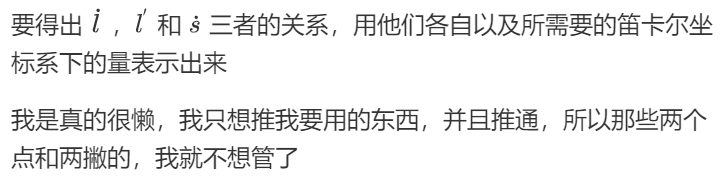 要得出 l̇ ，l′ 和 ṡ 三者的关系，用他们各自以及所需要的笛卡尔坐
标系下的量表示出来
我是真的很懒，我只想推我要用的东西，并且推通，所以那些两个
点和两撇的，我就不想管了